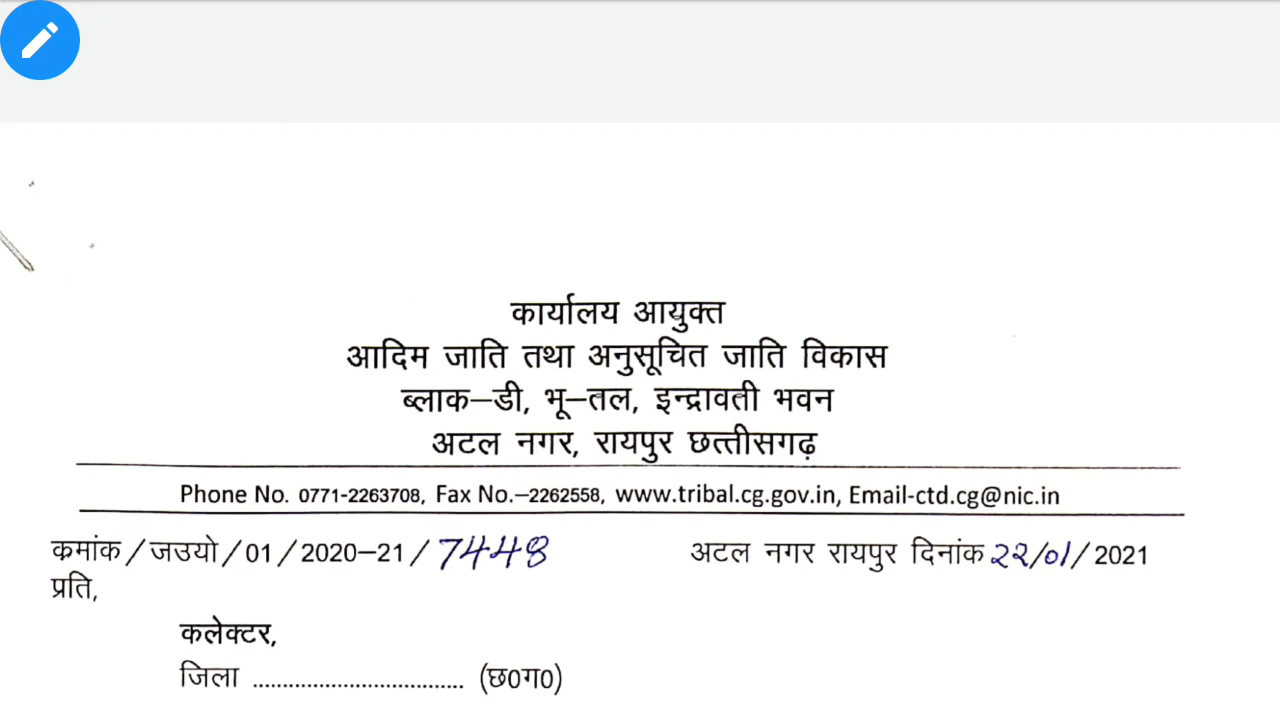 कार्यालय आयुक्त
आदिम जाति तथा अनुसूचित जाति विकास
ब्लाक–डी, भू–तल, इन्द्रावती भवन
अटल नगर, रायपुर छत्तीसगढ़
Phone No. 0771-2263708, Fax No.–2262558, www.tribal.cg.gov.in, Email-ctd.cg@nic.in
क्रमांक/जउयो/01/2020–21/7448 अटल नगर रायपुर दिनांक 22/01/2021
प्रति,
कलेक्टर,
जिला .................................... (छ0ग0)